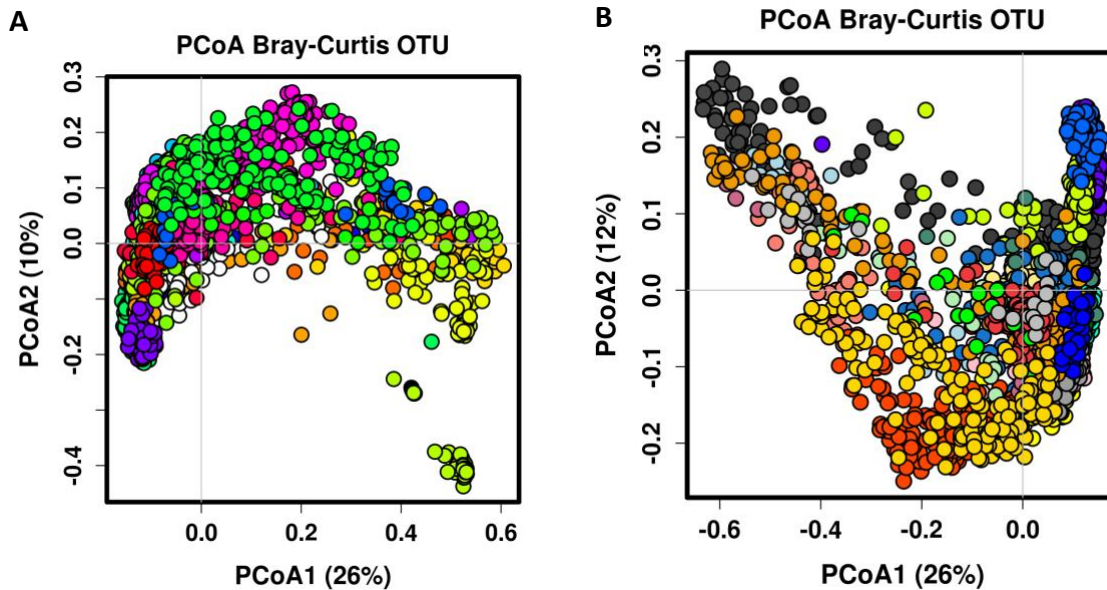 A
PCoA Bray-Curtis OTU
PCoA2 (10%)
0.3
0.2
0.1
0.0
-0.2
-0.4
0.0
0.2
0.4
0.6
PCoA1 (26%)
B
PCoA Bray-Curtis OTU
PCoA2 (12%)
0.3
0.2
0.1
0.0
-0.1
-0.2
-0.6
-0.4
-0.2
0.0
PCoA1 (26%)